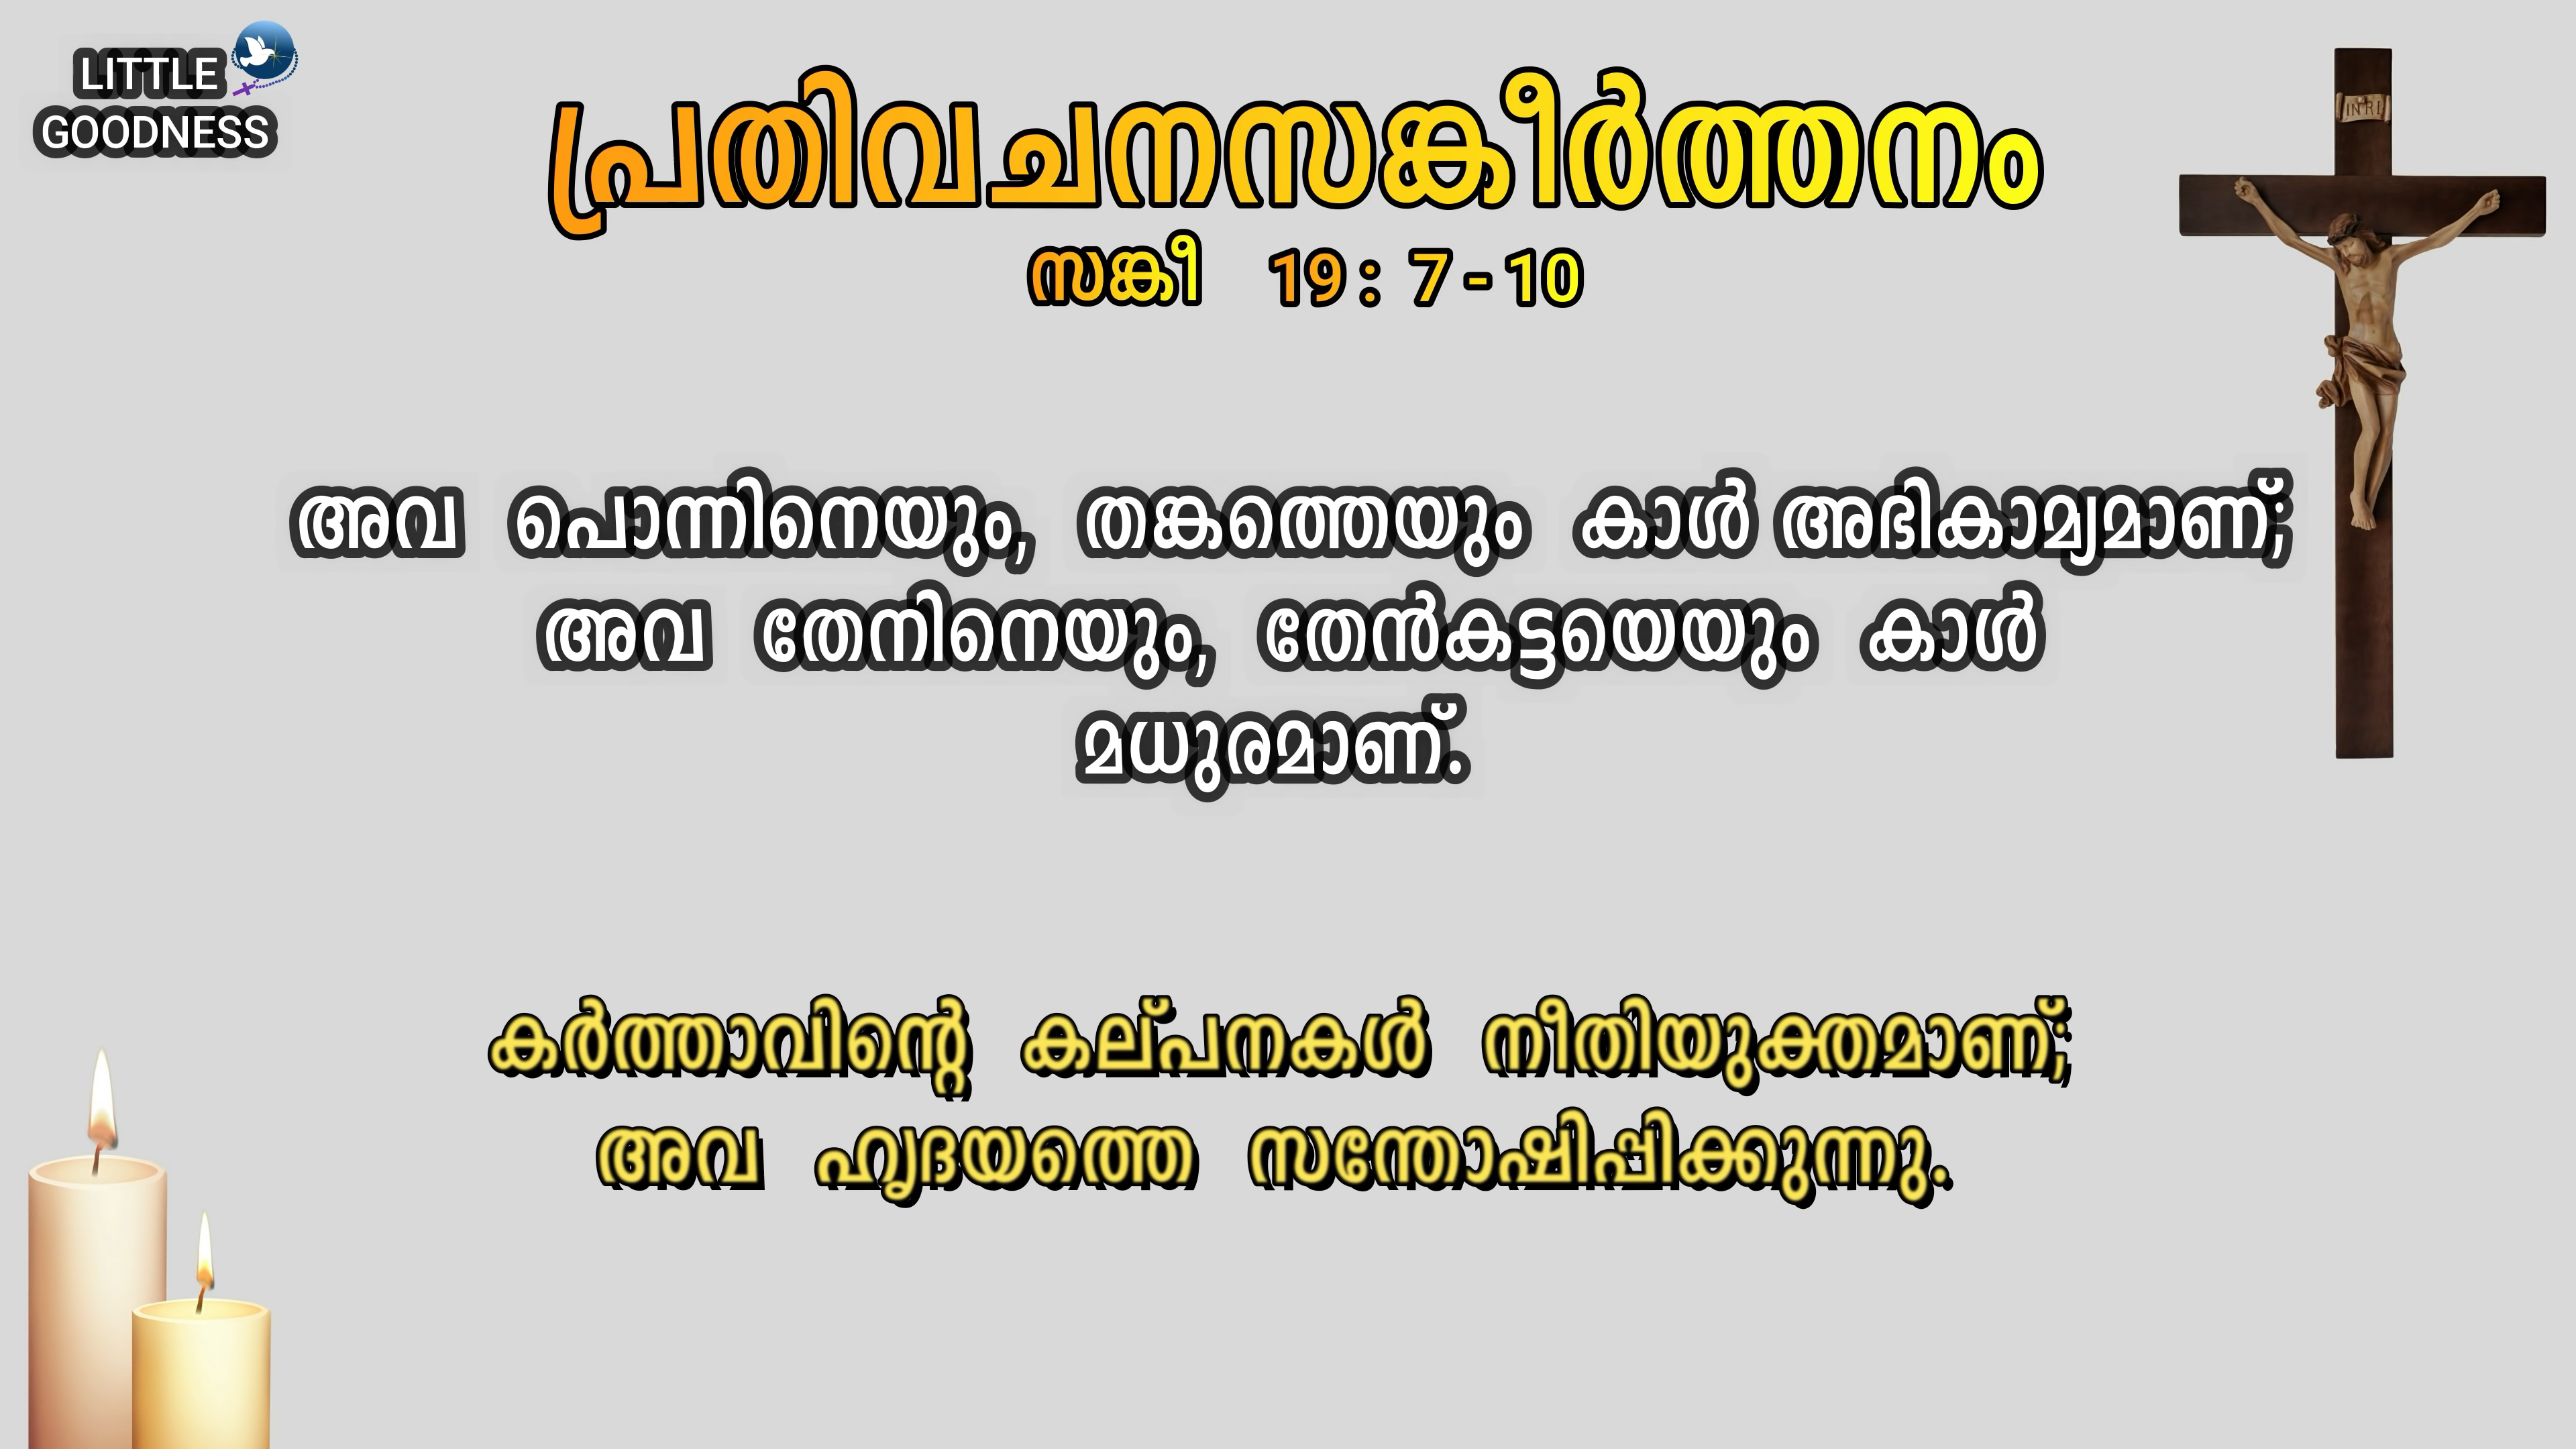 LITTLE
GOODNESS
പ്രതിവചനസങ്കീർത്തനം
സങ്കീ 19: 7-10
INRI
അവ പൊന്നിനെയും, തങ്കത്തെയും കാൾ അഭികാമ്യമാണ്;
അവ തേനിനെയും, തേൻകട്ടയെയും കാൾ
മധുരമാണ്.
കർത്താവിന്റെ കല്പനകൾ നീതിയുക്തമാണ്;
അവ ഹൃദയത്തെ സന്തോഷിപ്പിക്കുന്നു.